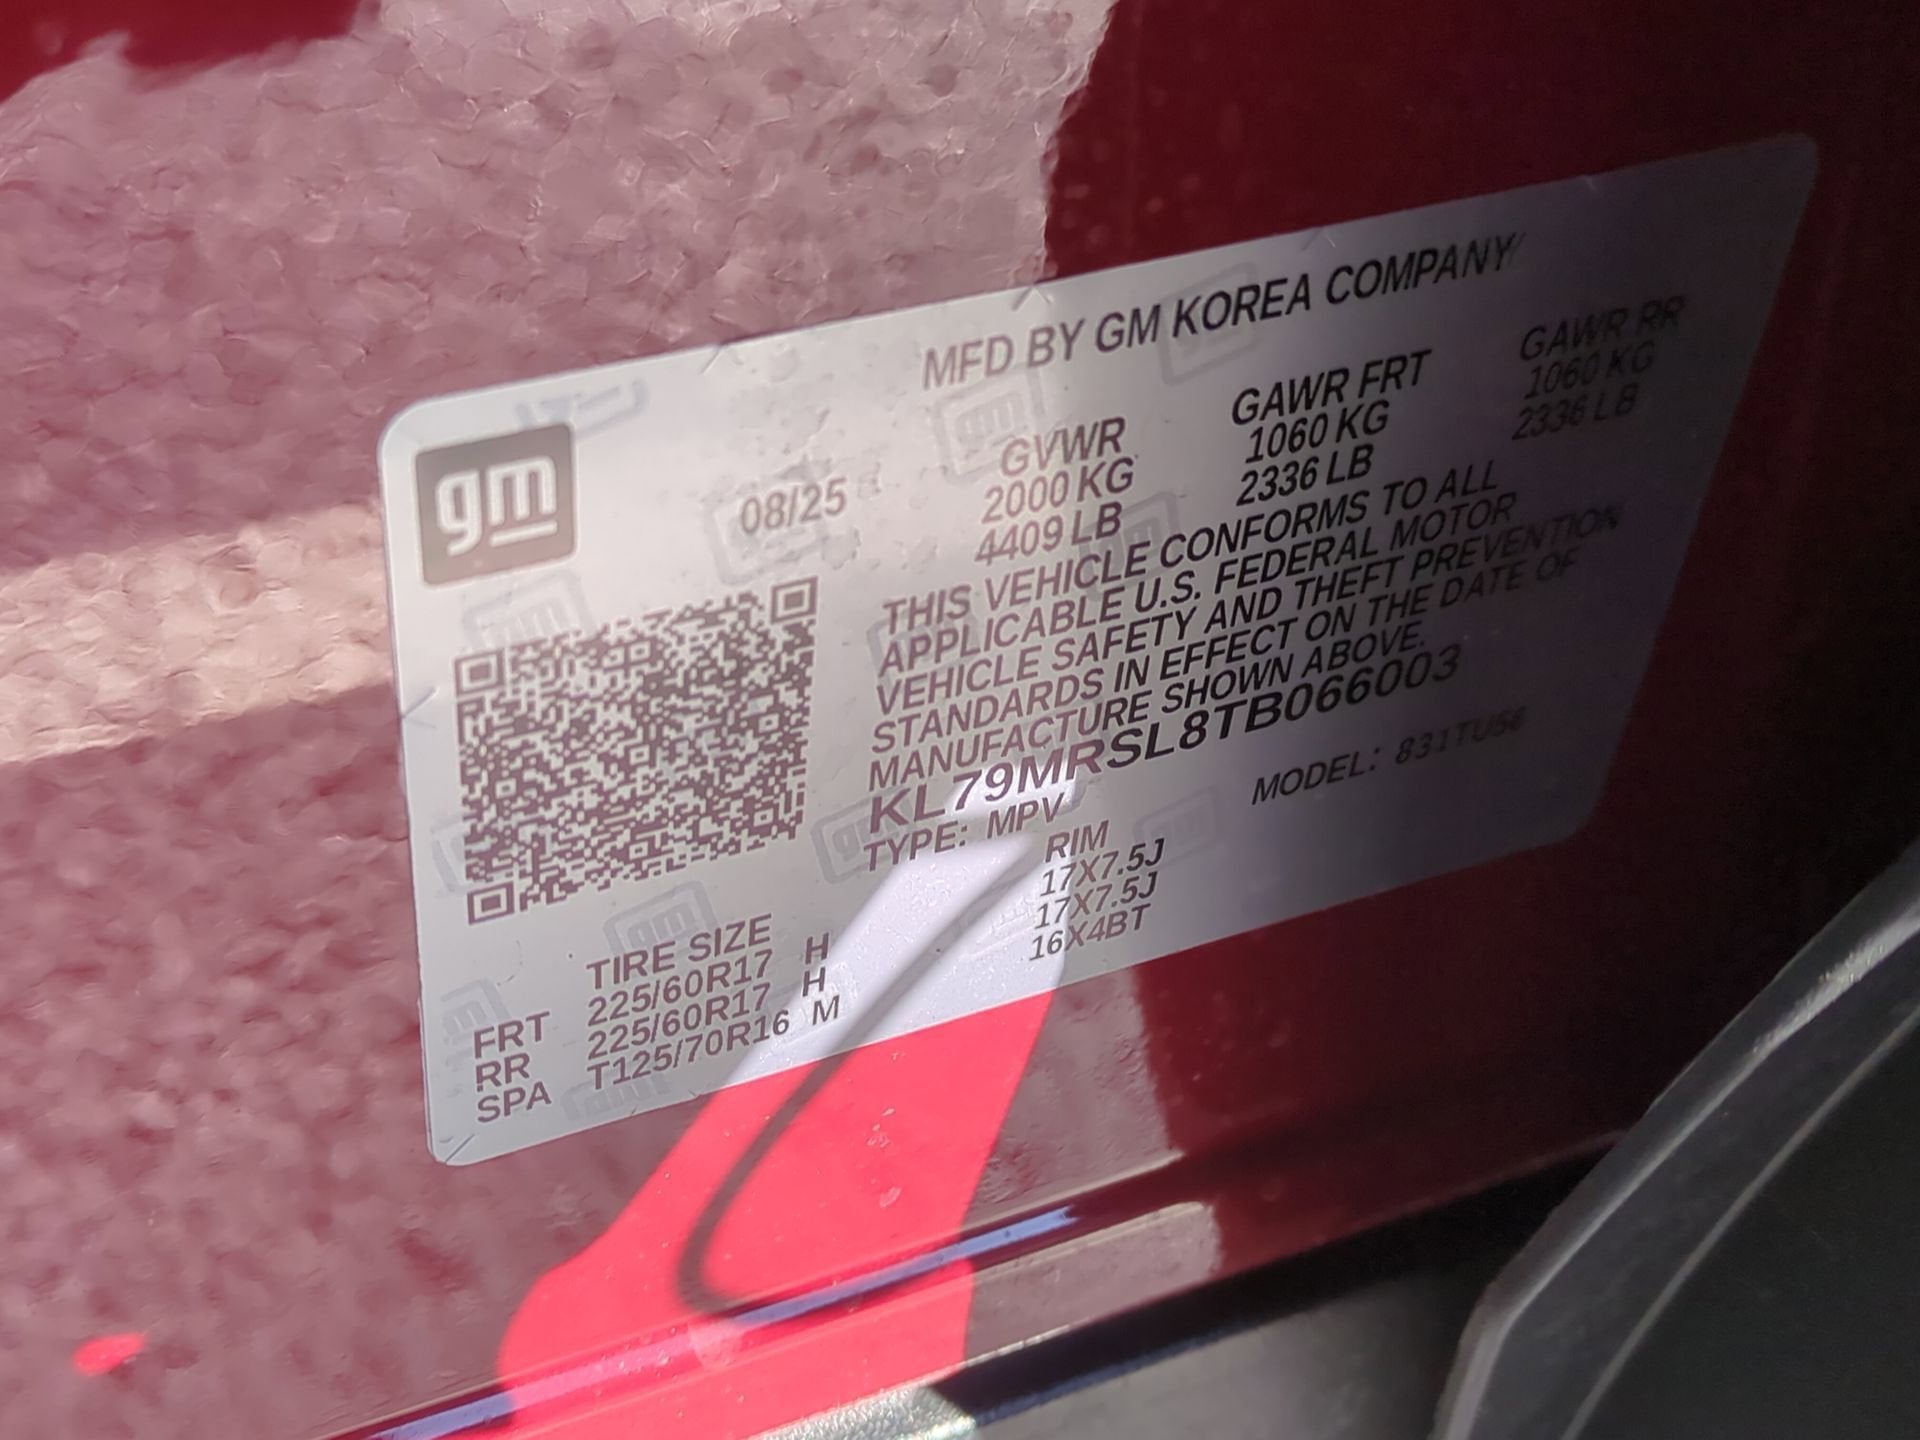 gm
MFD BY GM KOREA COMPANY
08/25
GVWR GAWR FRT GAWR RR
2000 KG 1060 KG 1060 KG
4409 LB 2336 LB 2336 LB
THIS VEHICLE CONFORMS TO ALL
APPLICABLE U.S. FEDERAL MOTOR
VEHICLE SAFETY AND THEFT PREVENTION
STANDARDS IN EFFECT ON THE DATE OF
MANUFACTURE SHOWN ABOVE.
KL79MRSL8TB066003
TYPE: MPV MODEL: 831TUS6
TIRE SIZE RIM
FRT 225/60R17 H 17X7.5J
RR 225/60R17 H 17X7.5J
SPA T125/70R16 M 16X4BT